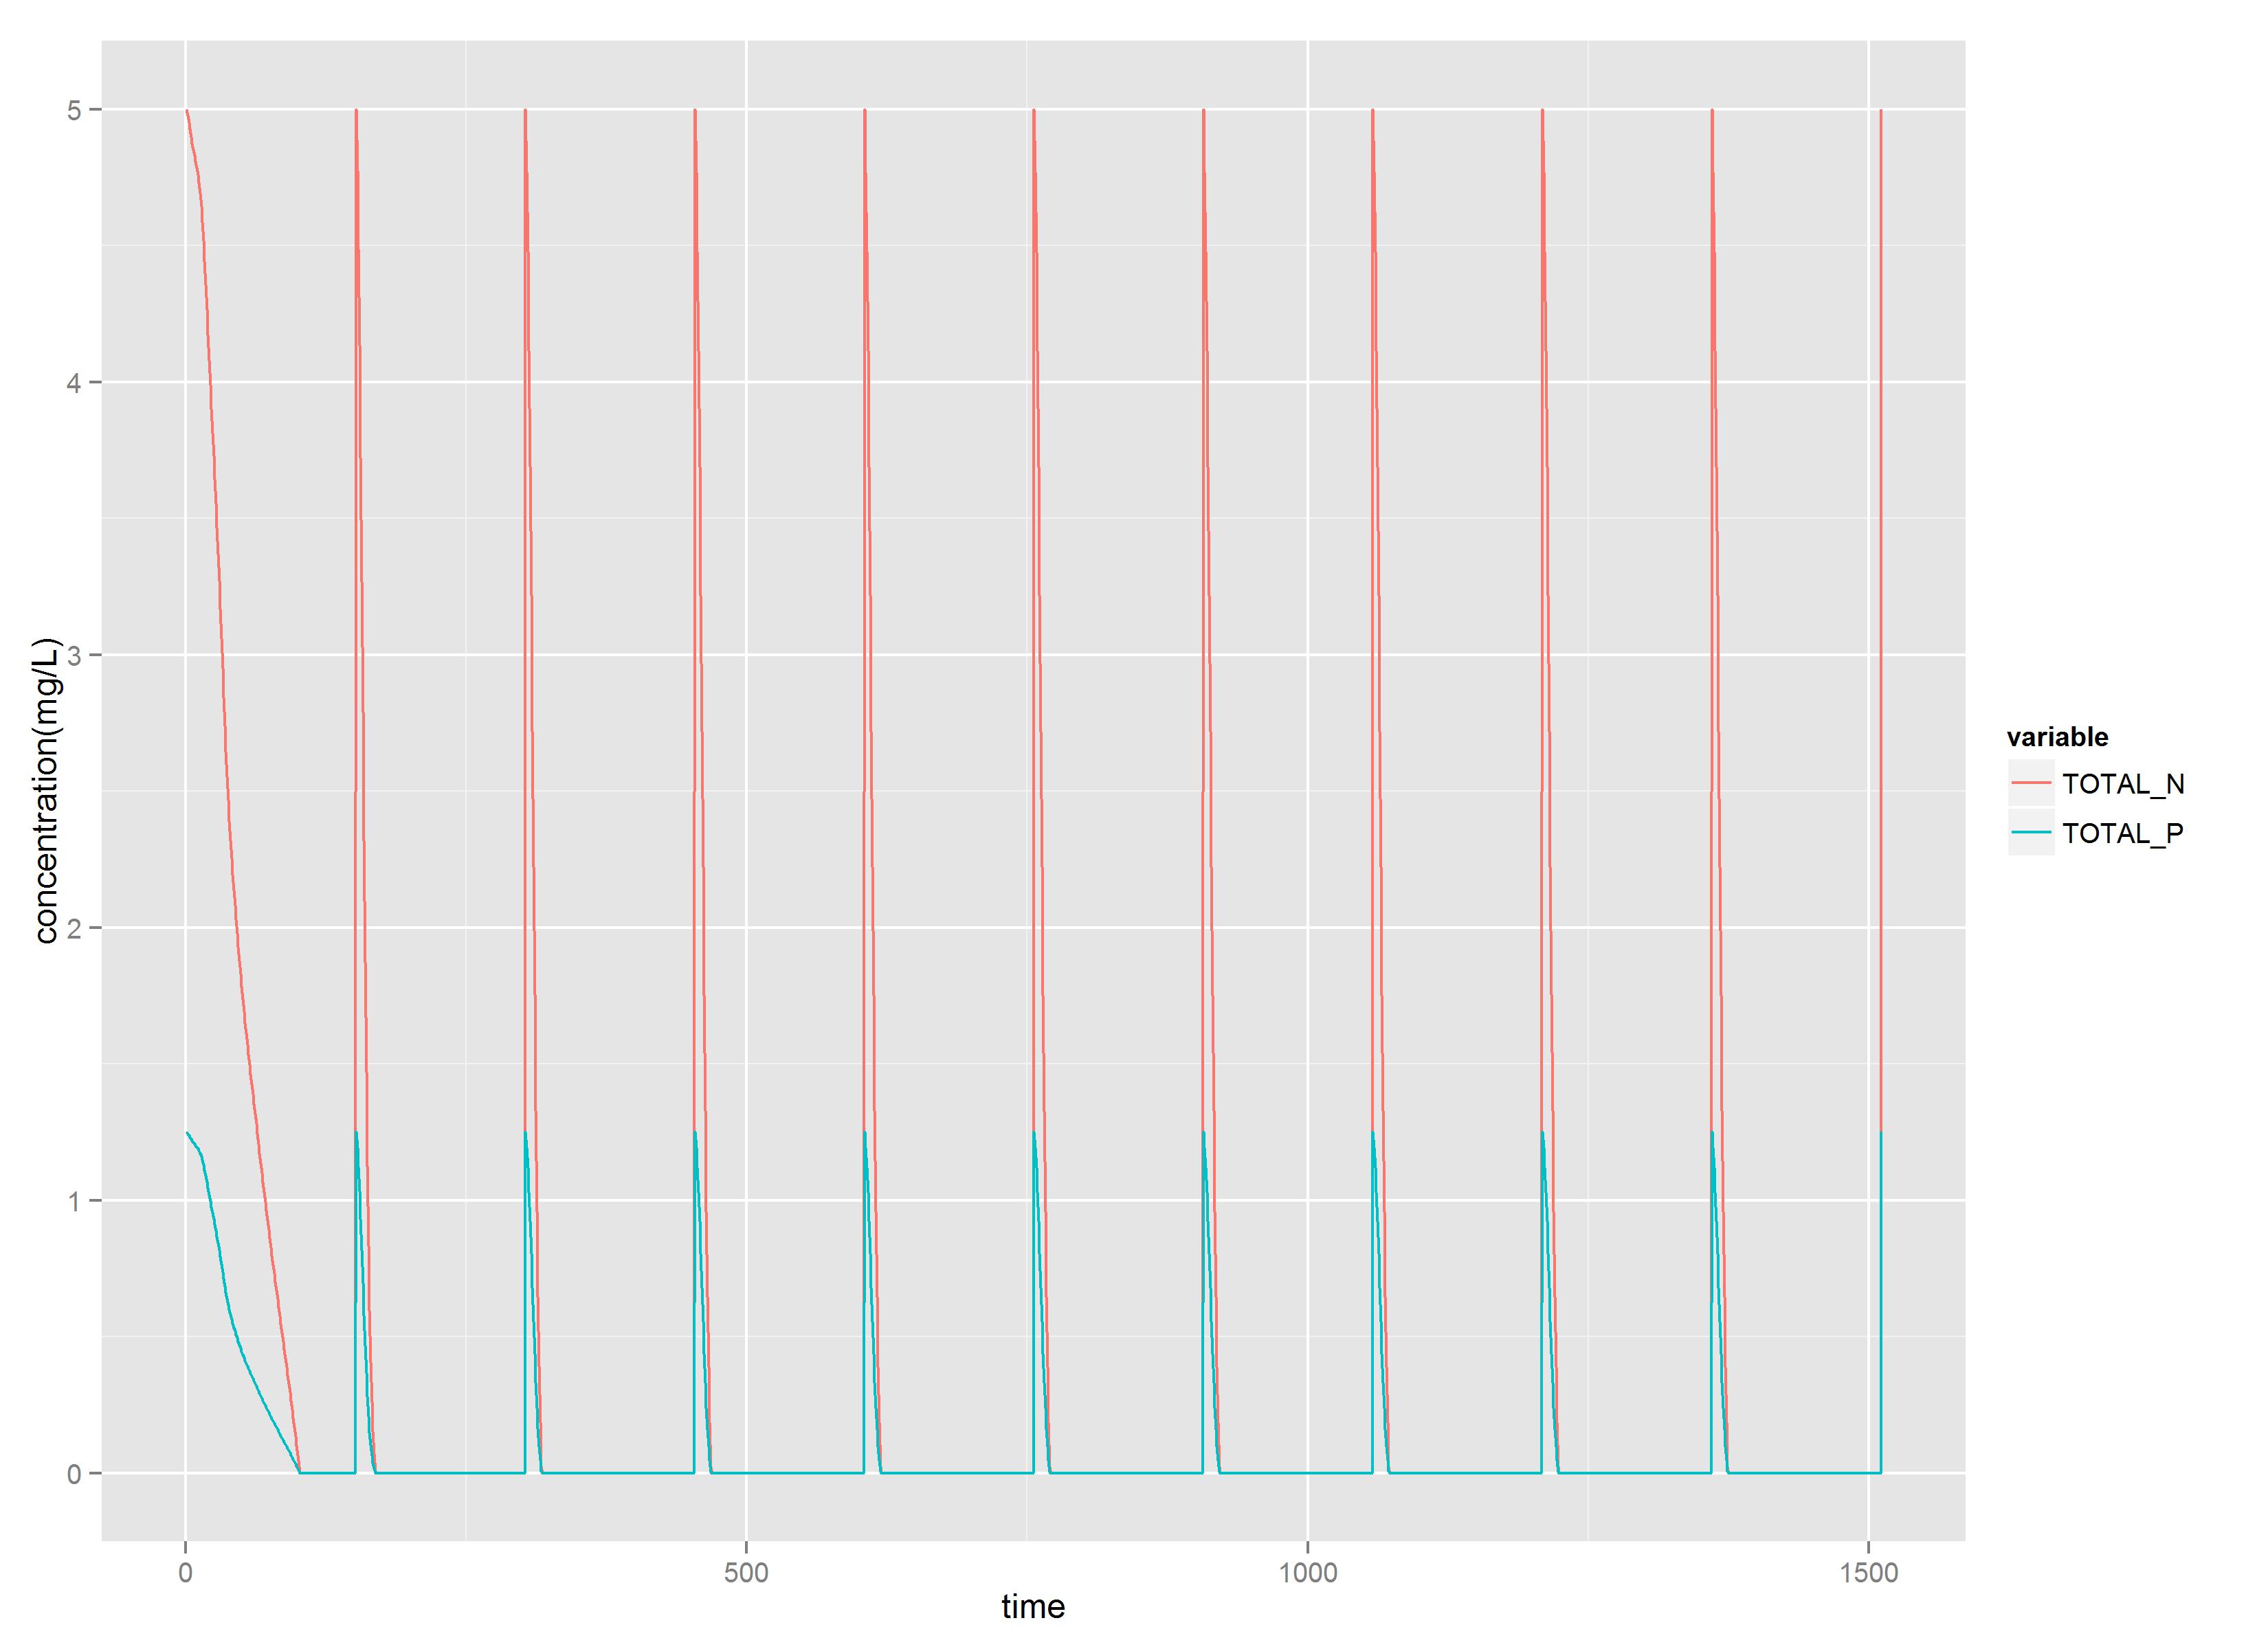 5
4
3
2
1
0
concentration(mg/L)
0 500 1000 1500
time
variable
TOTAL_N
TOTAL_P